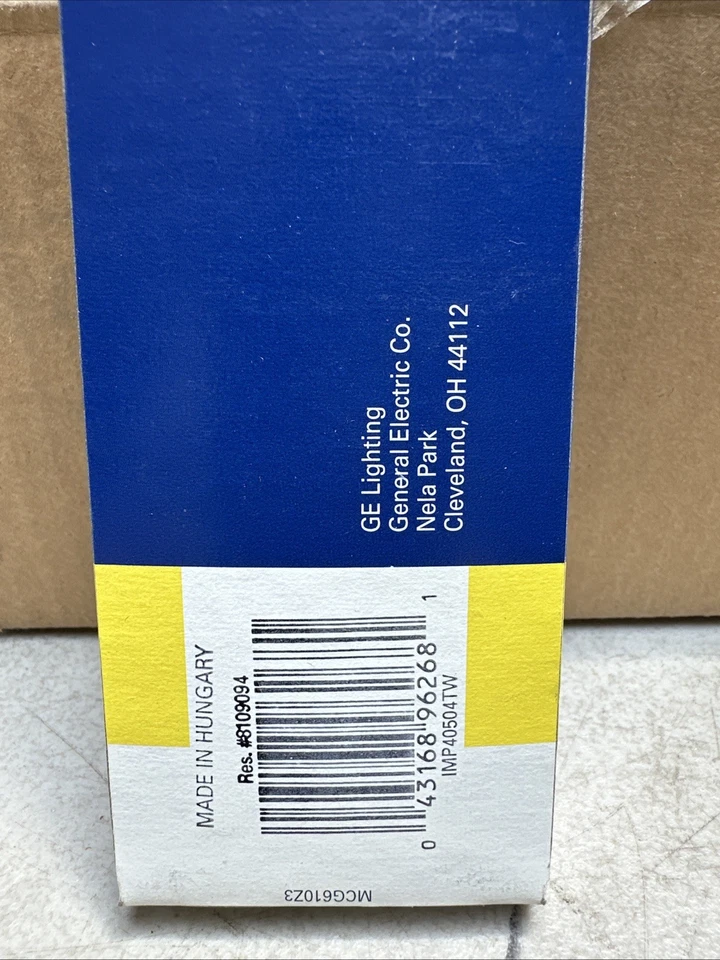 GE Lighting
General Electric Co.
Nela Park
Cleveland, OH 44112
MADE IN HUNGARY
Res. #8109094
0 43168 96268 1
IMP40504TW
MCG610Z3